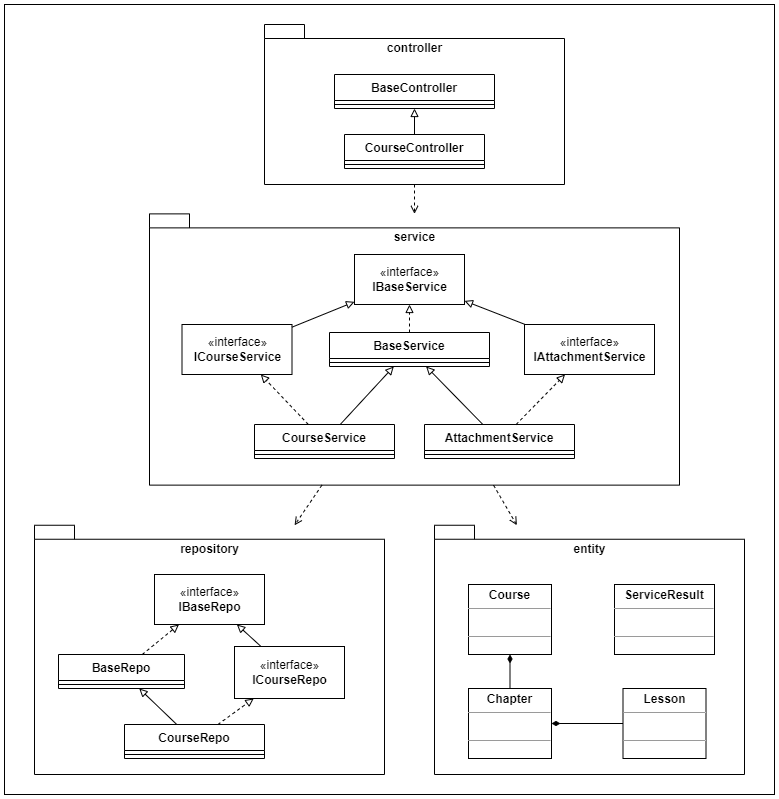 controller
BaseController
CourseController
service
«interface»
IBaseService
«interface»
ICourseService
BaseService
«interface»
IAttachmentService
CourseService
AttachmentService
repository
«interface»
IBaseRepo
BaseRepo
«interface»
ICourseRepo
CourseRepo
entity
Course
ServiceResult
Chapter
Lesson